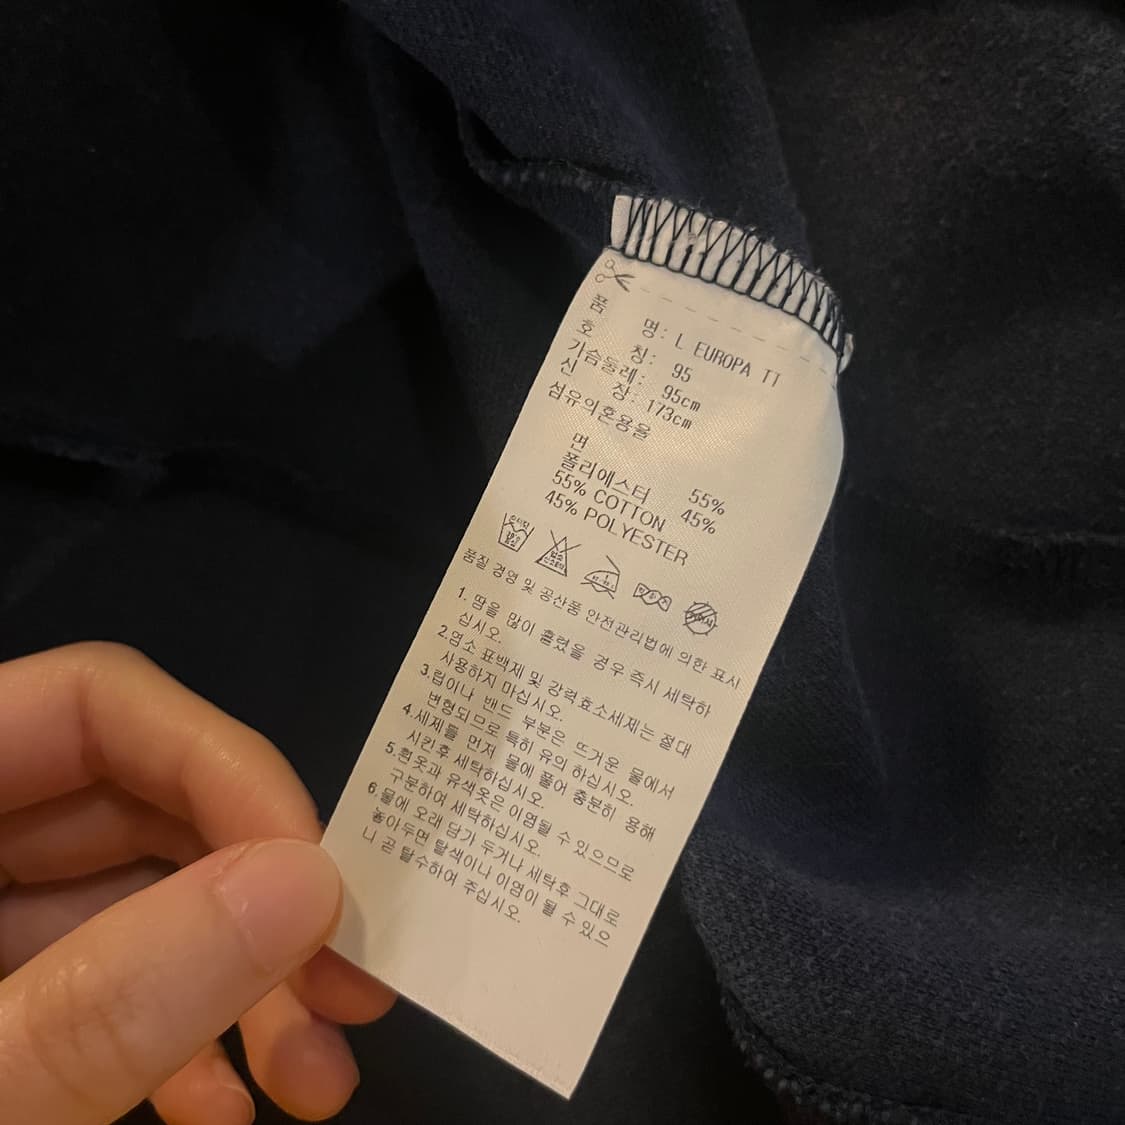 품 명: L EUROPA TT
호 칭: 95
가슴둘레: 95cm
신 장: 173cm
섬유의혼용율
면 55%
폴리에스터 45%
55% COTTON
45% POLYESTER
품질 경영 및 공산품 안전관리법에 의한 표시
1. 땀을 많이 흘렸을 경우 즉시 세탁하
십시오.
2.염소 표백제 및 강력효소세제는 절대
사용하지 마십시오.
3.립이나 밴드 부분은 뜨거운 물에서
변형되므로 특히 유의 하십시오.
4.세제를 먼저 물에 풀어 충분히 용해
시킨후 세탁하십시오.
5.흰옷과 유색옷은 이염될 수 있으므로
구분하여 세탁하십시오.
6.물에 오래 담가 두거나 세탁후 그대로
놓아두면 탈색이나 이염이 될 수 있으
니 곧 탈수하여 주십시오.